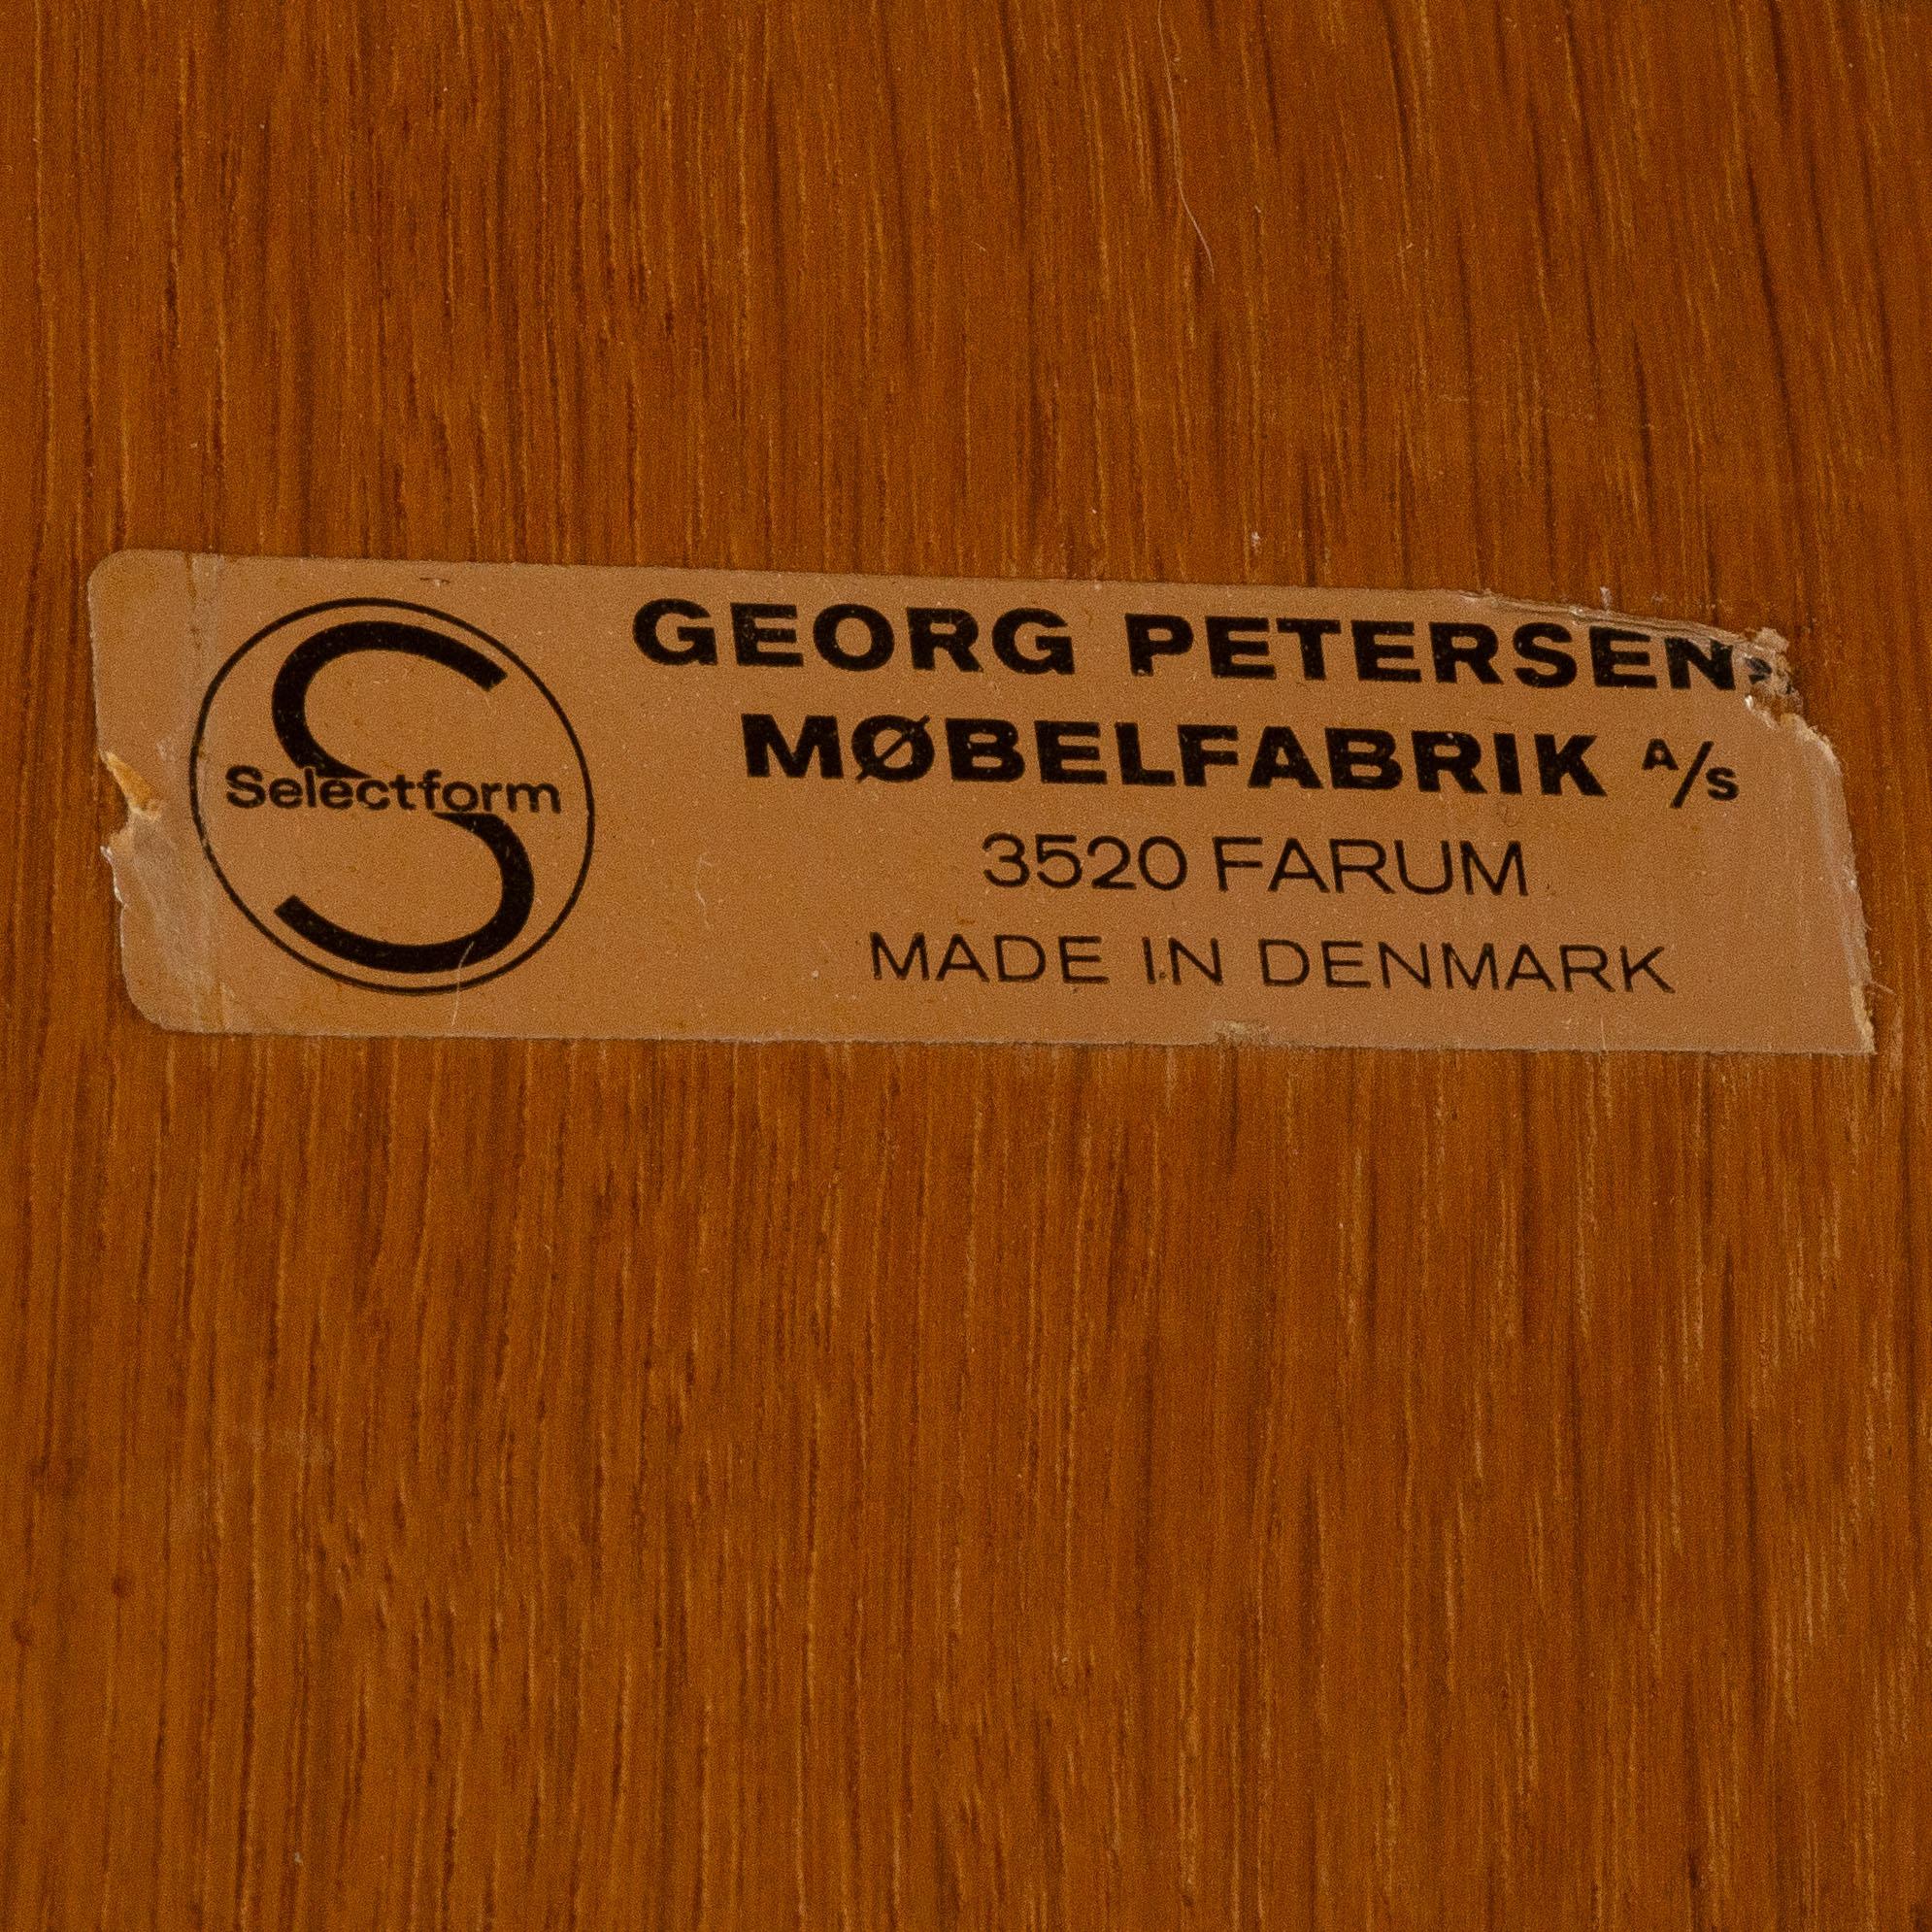 S
Selectform
GEORG PETERSENS
MØBELFABRIK A/S
3520 FARUM
MADE IN DENMARK